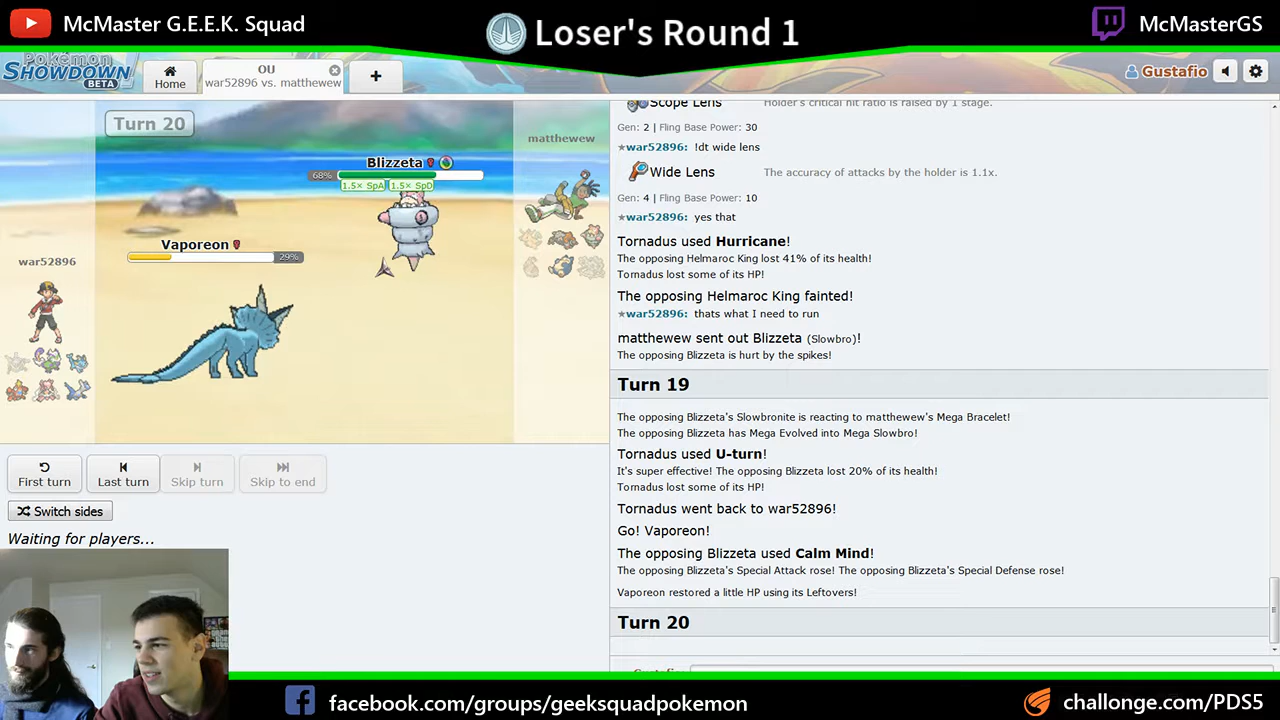 McMaster G.E.E.K. Squad
Loser's Round 1
McMasterGS
Pokémon
SHOWDOWN
BETA
Home
OU
war52896 vs. matthewew
Gustafio
Turn 20
Blizzeta
68%
1.5× SpA 1.5× SpD
Vaporeon
29%
war52896
matthewew
First turn
Last turn
Skip turn
Skip to end
Switch sides
Waiting for players...
Scope Lens Holder's critical hit ratio is raised by 1 stage.
Gen: 2 | Fling Base Power: 30
★war52896: !dt wide lens
Wide Lens The accuracy of attacks by the holder is 1.1x.
Gen: 4 | Fling Base Power: 10
★war52896: yes that
Tornadus used Hurricane!
The opposing Helmaroc King lost 41% of its health!
Tornadus lost some of its HP!
The opposing Helmaroc King fainted!
★war52896: thats what I need to run
matthewew sent out Blizzeta (Slowbro)!
The opposing Blizzeta is hurt by the spikes!
Turn 19
The opposing Blizzeta's Slowbronite is reacting to matthewew's Mega Bracelet!
The opposing Blizzeta has Mega Evolved into Mega Slowbro!
Tornadus used U-turn!
It's super effective! The opposing Blizzeta lost 20% of its health!
Tornadus lost some of its HP!
Tornadus went back to war52896!
Go! Vaporeon!
The opposing Blizzeta used Calm Mind!
The opposing Blizzeta's Special Attack rose! The opposing Blizzeta's Special Defense rose!
Vaporeon restored a little HP using its Leftovers!
Turn 20
facebook.com/groups/geeksquadpokemon
challonge.com/PDS5